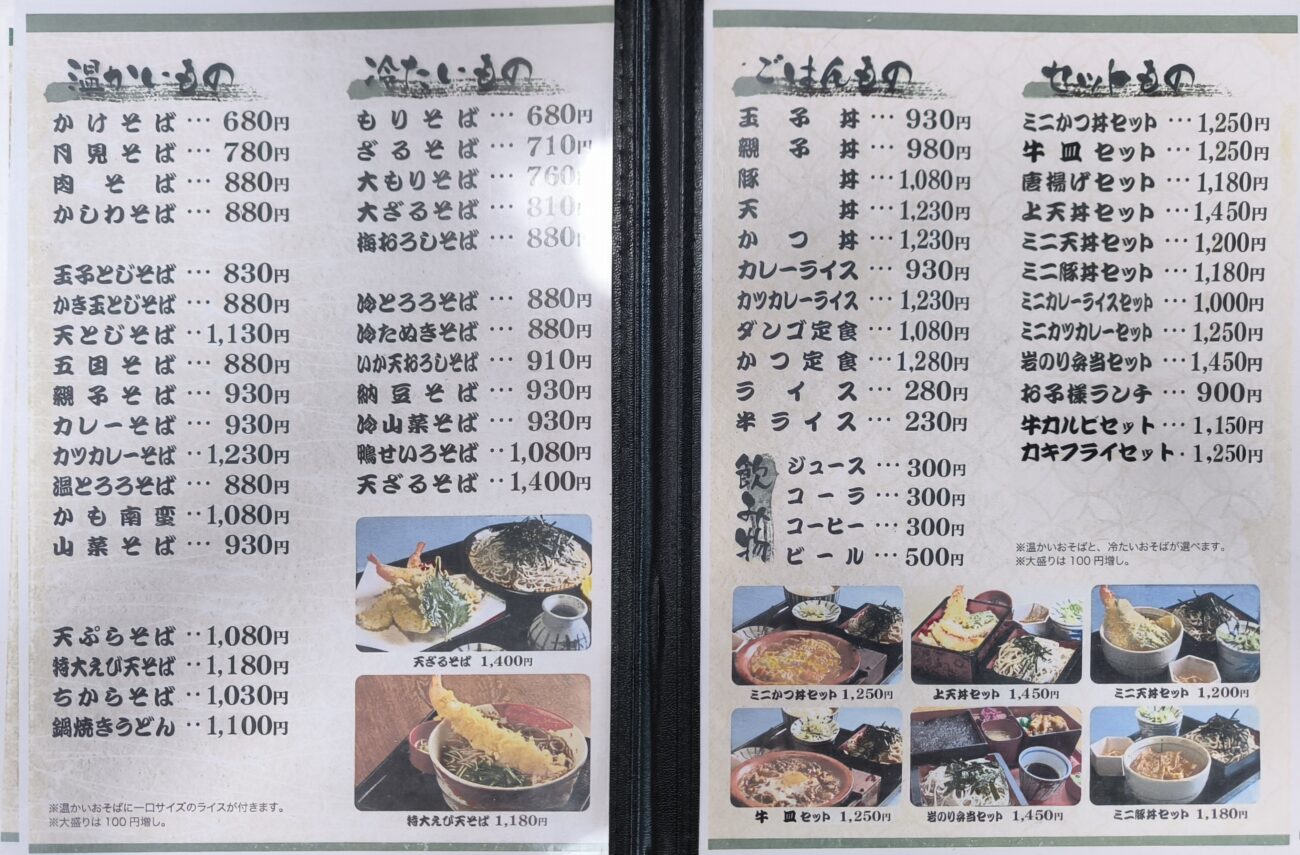 温かいもの
かけそば … 680円
月見そば … 780円
肉そば … 880円
かしわそば … 880円
玉子とじそば … 830円
かき玉とじそば … 880円
天とじそば ‥ 1,130円
五国そば … 880円
親子そば … 930円
カレーそば … 930円
カツカレーそば ‥ 1,230円
温とろろそば … 880円
かも南蛮 ‥ 1,080円
山菜そば … 930円
天ぷらそば ‥ 1,080円
特大えび天そば ‥ 1,180円
ちからそば ‥ 1,030円
鍋焼きうどん ‥ 1,100円
※温かいおそばに一口サイズのライスが付きます。
※大盛りは100円増し。
冷たいもの
もりそば … 680円
ざるそば … 710円
大もりそば … 760円
大ざるそば … 810円
梅おろしそば … 880円
冷とろろそば … 880円
冷たぬきそば … 880円
いか天おろしそば … 910円
納豆そば … 930円
冷山菜そば … 930円
鴨せいろそば ‥ 1,080円
天ざるそば ‥ 1,400円
天ざるそば 1,400円
特大えび天そば 1,180円
ごはんもの
玉子丼 … 930円
親子丼 … 980円
豚丼 … 1,080円
天丼 … 1,230円
かつ丼 … 1,230円
カレーライス … 930円
カツカレーライス … 1,230円
ダンゴ定食 … 1,080円
かつ定食 … 1,280円
ライス … 280円
半ライス … 230円
飲み物
ジュース … 300円
コーラ … 300円
コーヒー … 300円
ビール … 500円
セットもの
ミニかつ丼セット … 1,250円
牛皿セット … 1,250円
唐揚げセット … 1,180円
上天丼セット … 1,450円
ミニ天丼セット … 1,200円
ミニ豚丼セット … 1,180円
ミニカレーライスセット … 1,000円
ミニカツカレーセット … 1,250円
岩のり弁当セット … 1,450円
お子様ランチ … 900円
牛カルビセット … 1,150円
カキフライセット · 1,250円
※温かいおそばと、冷たいおそばが選べます。
※大盛りは100円増し。
ミニかつ丼セット 1,250円
上天丼セット 1,450円
ミニ天丼セット 1,200円
牛皿セット 1,250円
岩のり弁当セット 1,450円
ミニ豚丼セット 1,180円